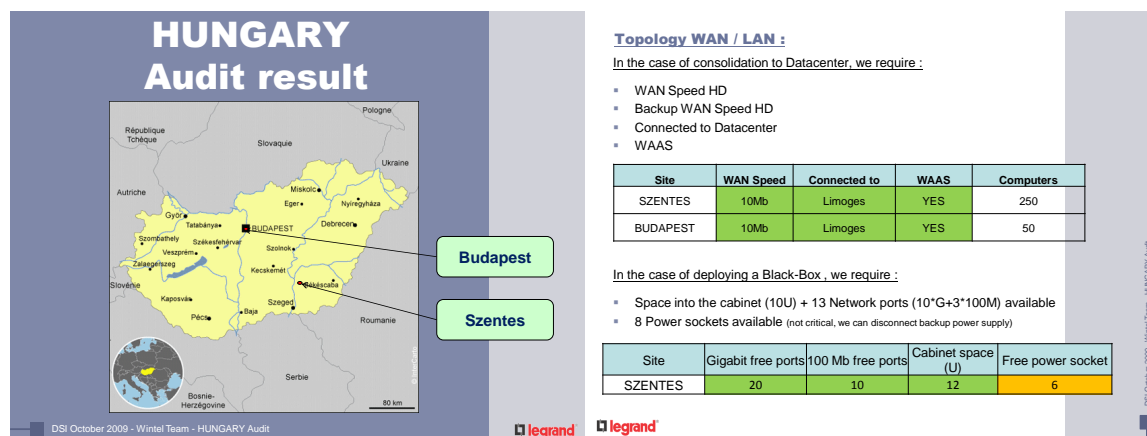 HUNGARY
Audit result
Pologne
République
Tchèque
Slovaquie
Ukraine
Autriche
Miskolc
Eger
Nyíregyháza
Győr
Tatabánya
BUDAPEST
Debrecen
Szombathely
Székesfehérvár
Veszprém
Szolnok
Zalaegerszeg
Kecskemét
Békéscsaba
Slovénie
Kaposvár
Szeged
Pécs
Baja
Roumanie
Serbie
Bosnie-
Herzégovine
80 km
Budapest
Szentes
DSI October 2009 - Wintel Team - HUNGARY Audit
legrand
Topology WAN / LAN :
In the case of consolidation to Datacenter, we require :
▪ WAN Speed HD
▪ Backup WAN Speed HD
▪ Connected to Datacenter
▪ WAAS
Site WAN Speed Connected to WAAS Computers
SZENTES 10Mb Limoges YES 250
BUDAPEST 10Mb Limoges YES 50
In the case of deploying a Black-Box , we require :
▪ Space into the cabinet (10U) + 13 Network ports (10*G+3*100M) available
▪ 8 Power sockets available (not critical, we can disconnect backup power supply)
Site Gigabit free ports 100 Mb free ports Cabinet space (U) Free power socket
SZENTES 20 10 12 6
legrand